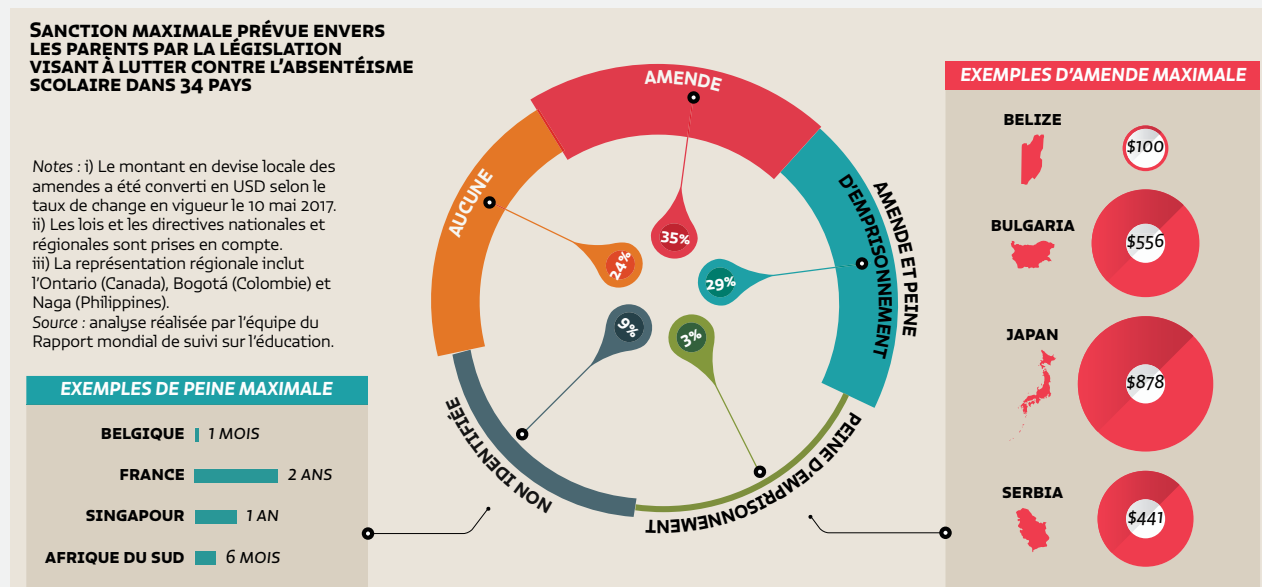 SANCTION MAXIMALE PRÉVUE ENVERS
LES PARENTS PAR LA LÉGISLATION
VISANT À LUTTER CONTRE L'ABSENTÉISME
SCOLAIRE DANS 34 PAYS
Notes : i) Le montant en devise locale des
amendes a été converti en USD selon le
taux de change en vigueur le 10 mai 2017.
ii) Les lois et les directives nationales et
régionales sont prises en compte.
iii) La représentation régionale inclut
l'Ontario (Canada), Bogotá (Colombie) et
Naga (Philippines).
Source : analyse réalisée par l'équipe du
Rapport mondial de suivi sur l'éducation.
EXEMPLES DE PEINE MAXIMALE
BELGIQUE 1 MOIS
FRANCE 2 ANS
SINGAPOUR 1 AN
AFRIQUE DU SUD 6 MOIS
AUCUNE
24%
AMENDE
35%
AMENDE ET PEINE
D'EMPRISONNEMENT
29%
PEINE D'EMPRISONNEMENT
3%
NON IDENTIFIÉE
9%
EXEMPLES D'AMENDE MAXIMALE
BELIZE
$100
BULGARIA
$556
JAPAN
$878
SERBIA
$441